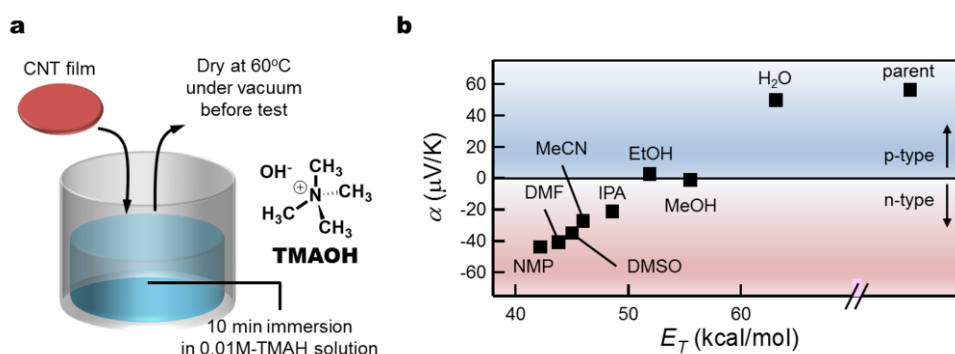 a
CNT film
Dry at 60°C
under vacuum
before test
OH-
CH3
N
CH3
H3C
CH3
TMAOH
10 min immersion
in 0.01M-TMAH solution
b
60
40
20
0
-20
-40
-60
α (μV/K)
H2O
parent
MeCN
EtOH
p-type
DMF
IPA
MeOH
n-type
NMP
DMSO
40
50
60
ET (kcal/mol)